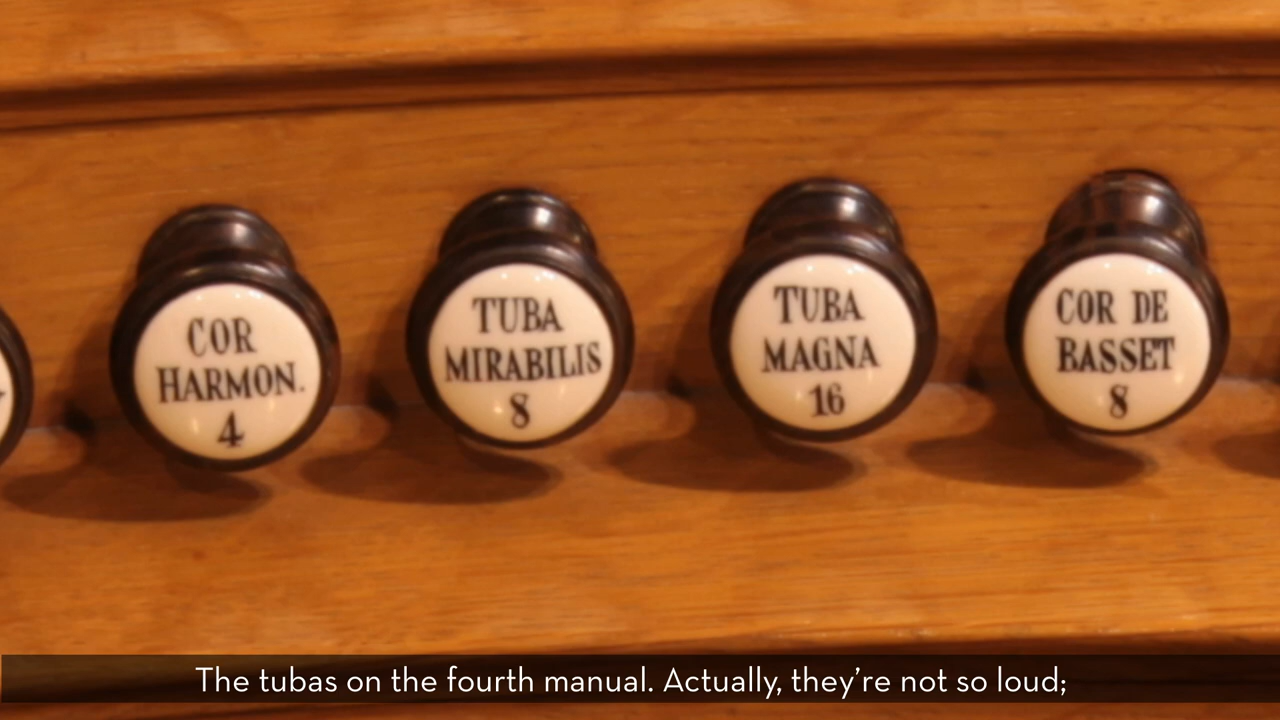 COR
HARMON.
4
TUBA
MIRABILIS
8
TUBA
MAGNA
16
COR DE
BASSET
8
The tubas on the fourth manual. Actually, they're not so loud;